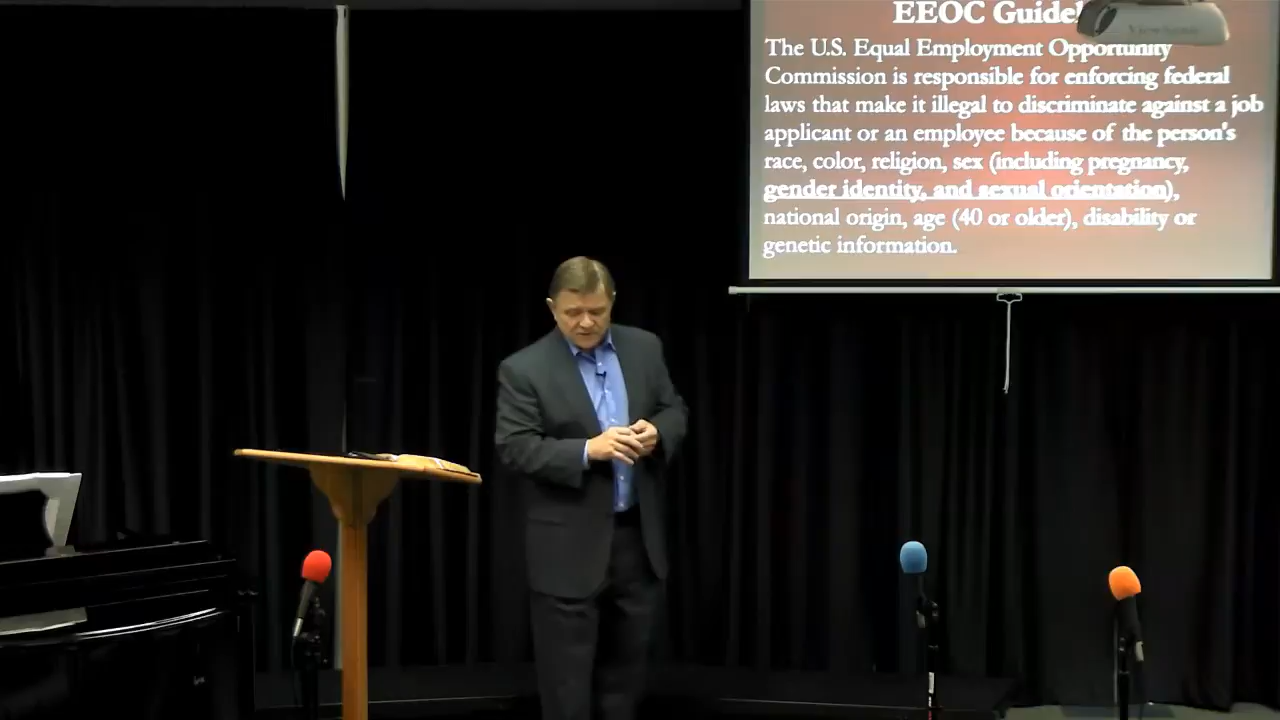 EEOC Guidel
The U.S. Equal Employment Opportunity
Commission is responsible for enforcing federal
laws that make it illegal to discriminate against a job
applicant or an employee because of the person's
race, color, religion, sex (including pregnancy,
gender identity, and sexual orientation),
national origin, age (40 or older), disability or
genetic information.
ViewSonic